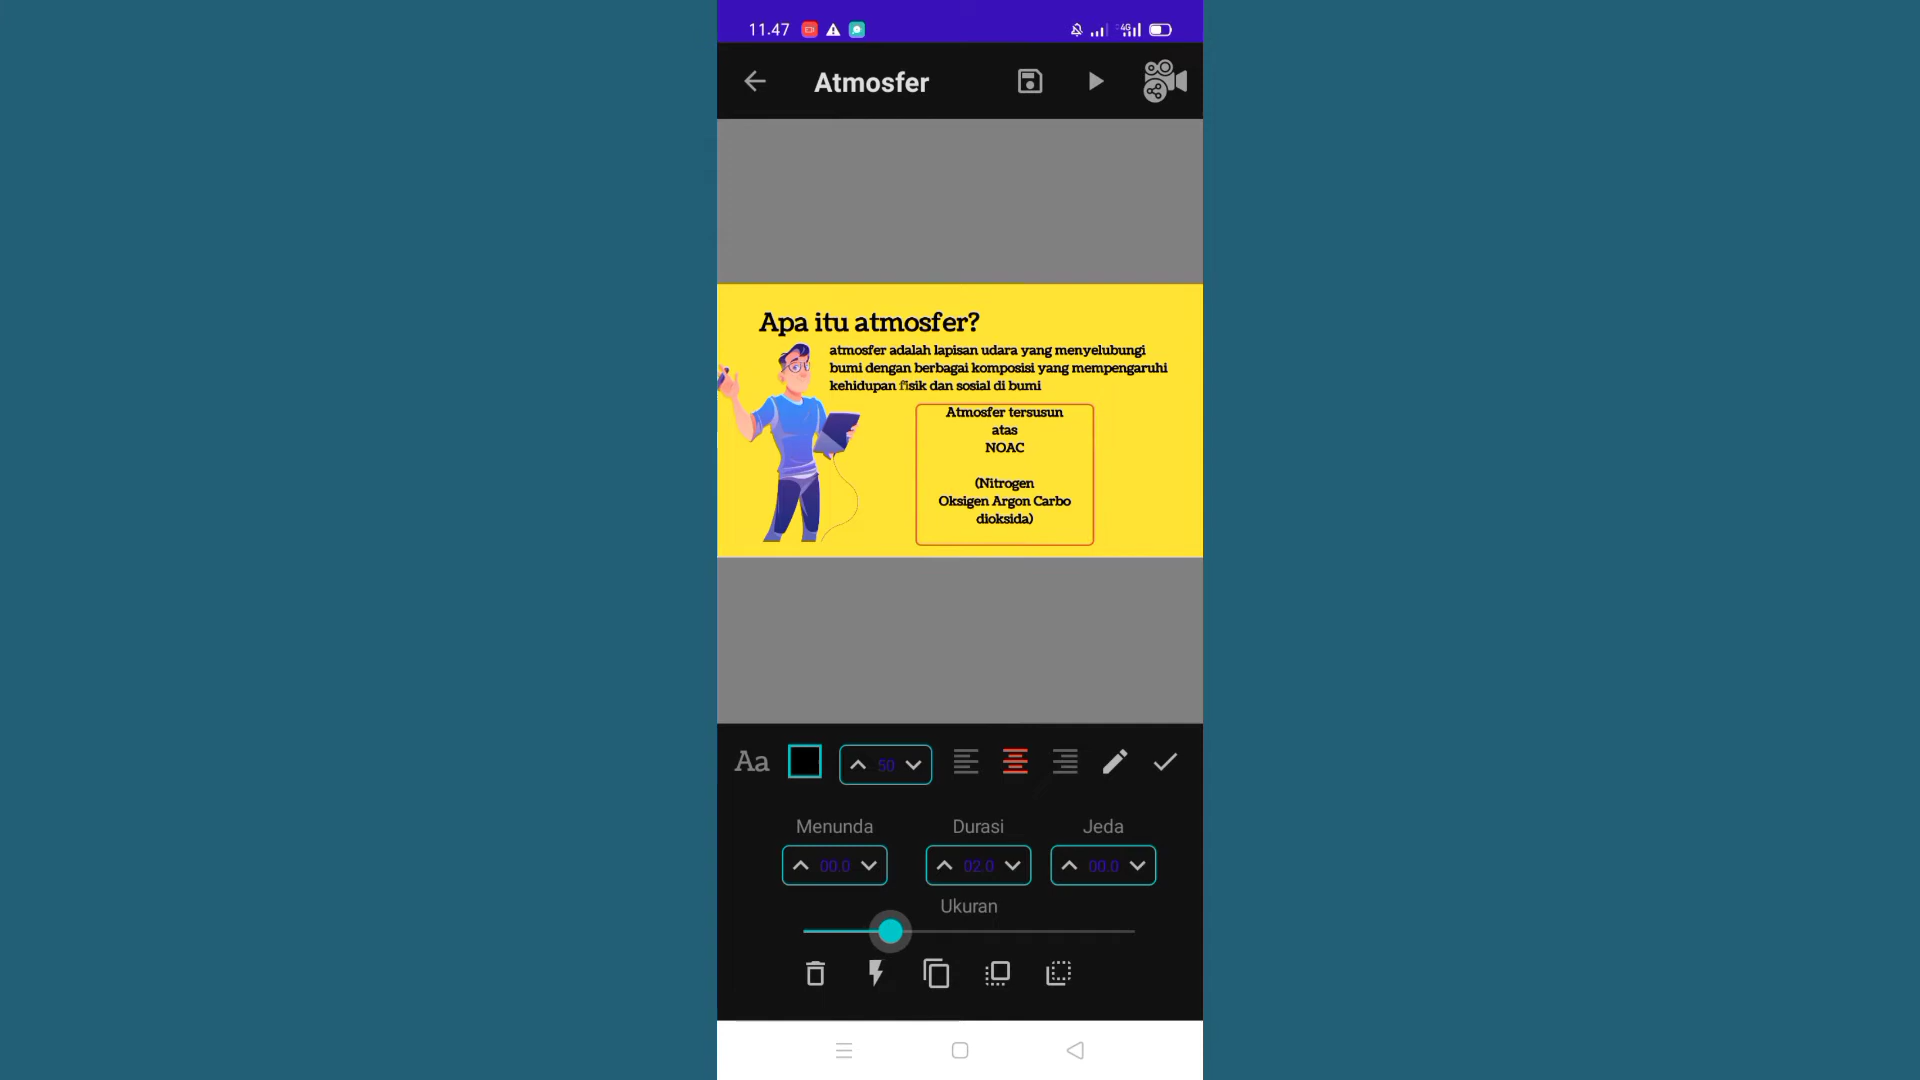 11.47
4G
Atmosfer
Apa itu atmosfer?
atmosfer adalah lapisan udara yang menyelubungi
bumi dengan berbagai komposisi yang mempengaruhi
kehidupan fisik dan sosial di bumi
Atmosfer tersusun
atas
NOAC
(Nitrogen
Oksigen Argon Carbo
dioksida)
Aa
50
Menunda
Durasi
Jeda
00.0
02.0
00.0
Ukuran